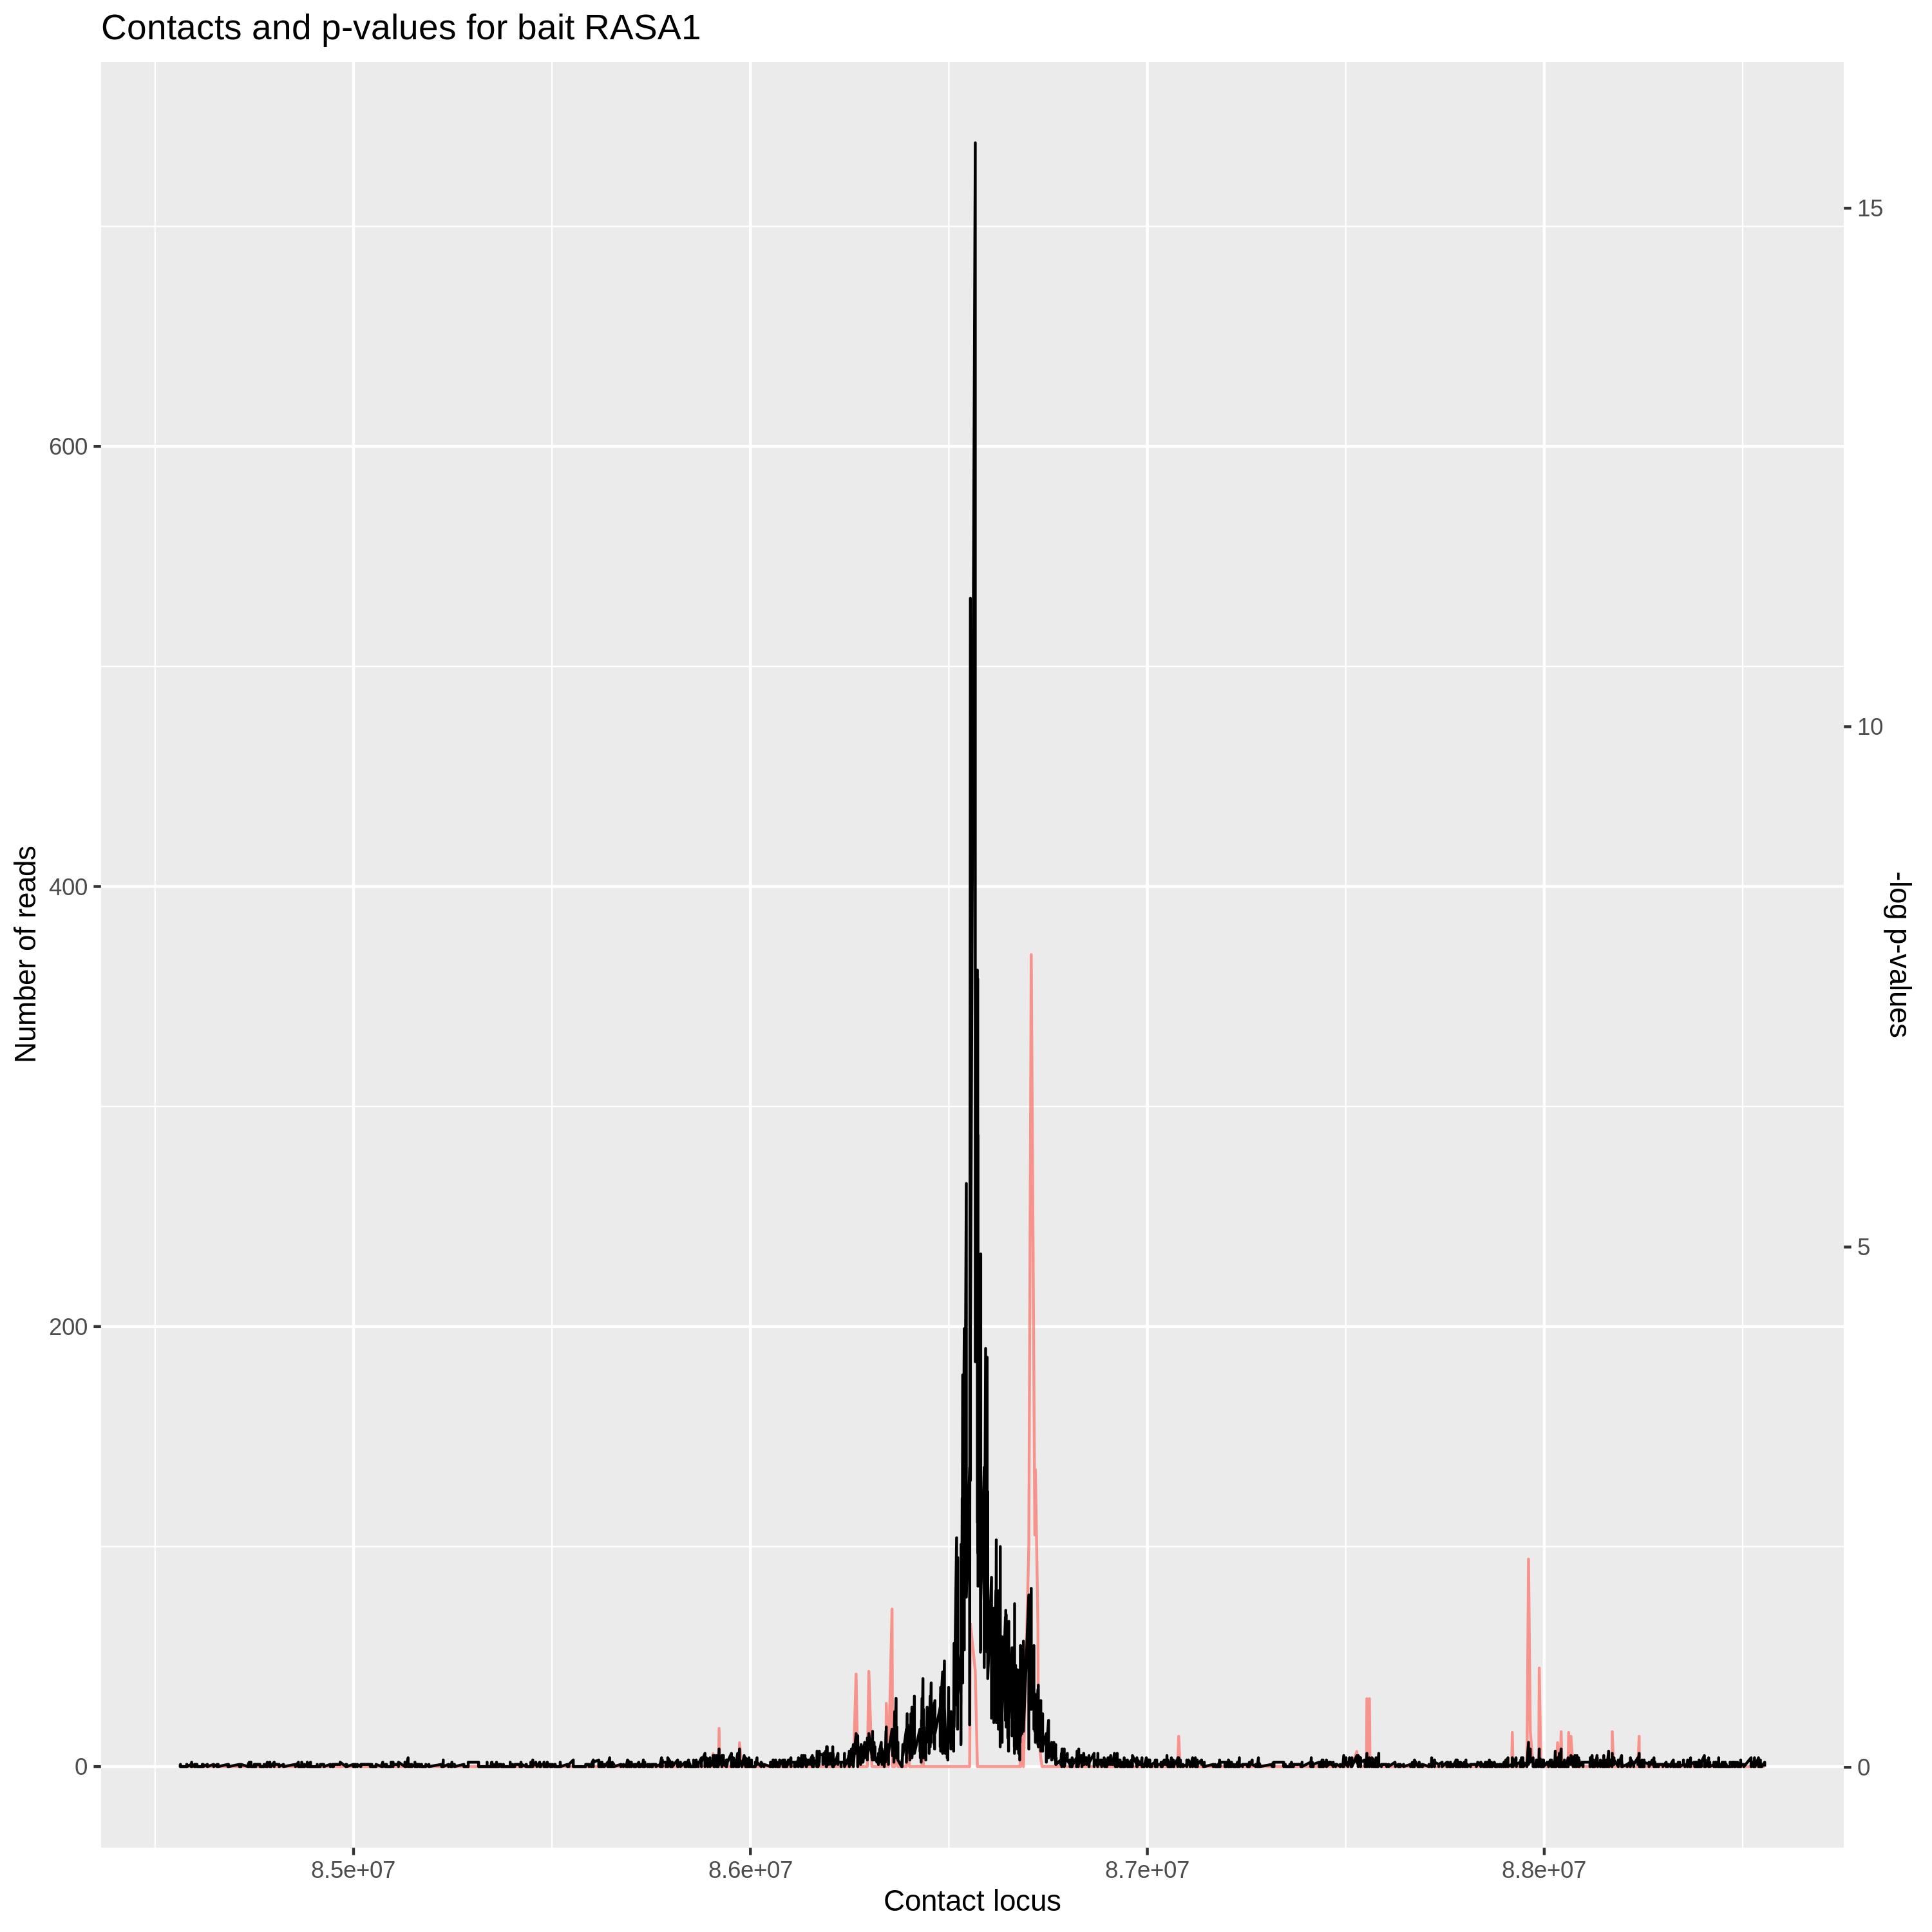 Contacts and p-values for bait RASA1
600
400
200
0
Number of reads
15
10
5
0
-log p-values
8.5e+07
8.6e+07
8.7e+07
8.8e+07
Contact locus